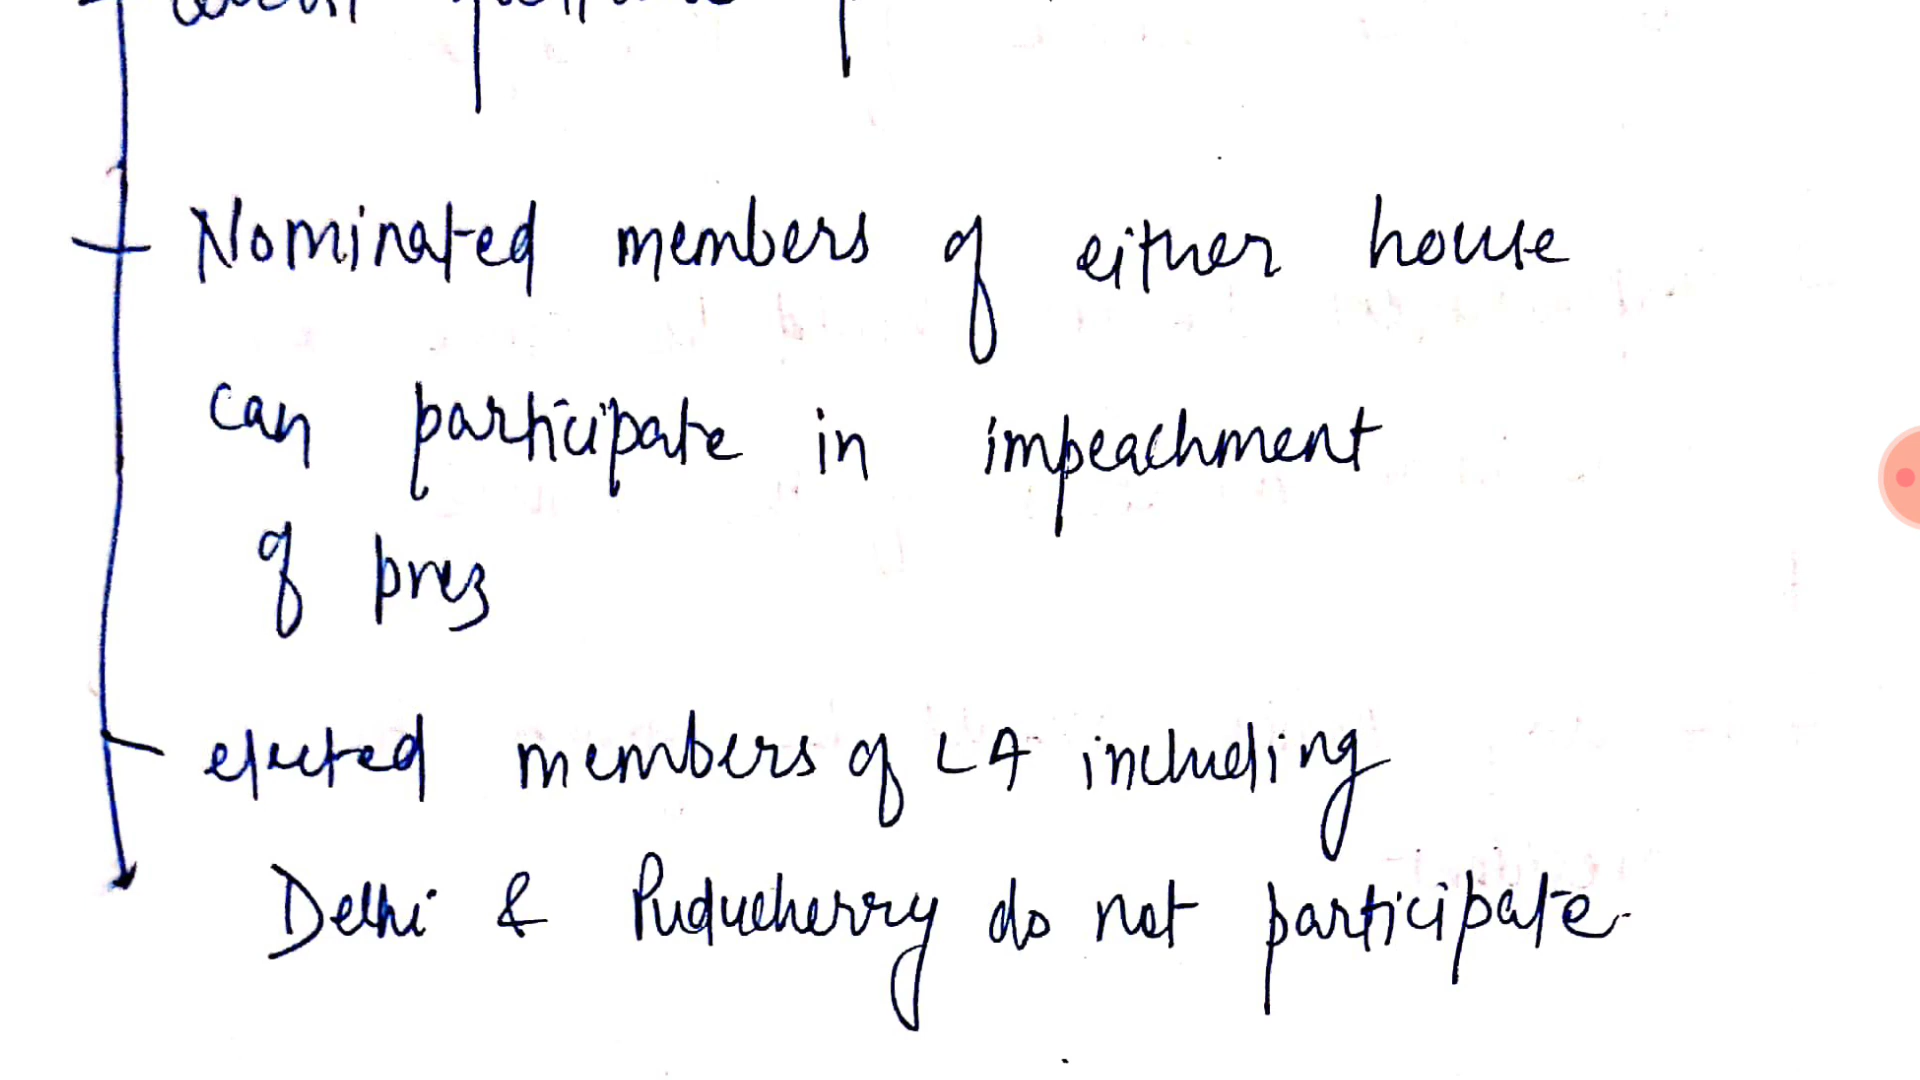 Nominated members of either house
can participate in impeachment
of prez
elected members of LA including
Delhi & Puducherry do not participate.